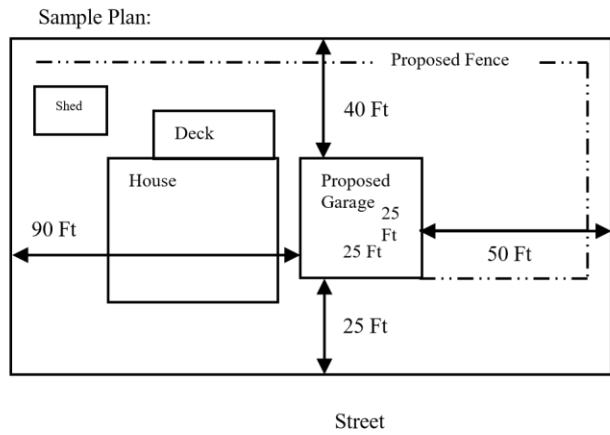 Sample Plan:
Proposed Fence
Shed
Deck
40 Ft
House
Proposed
Garage
25
Ft
25 Ft
90 Ft
50 Ft
25 Ft
Street